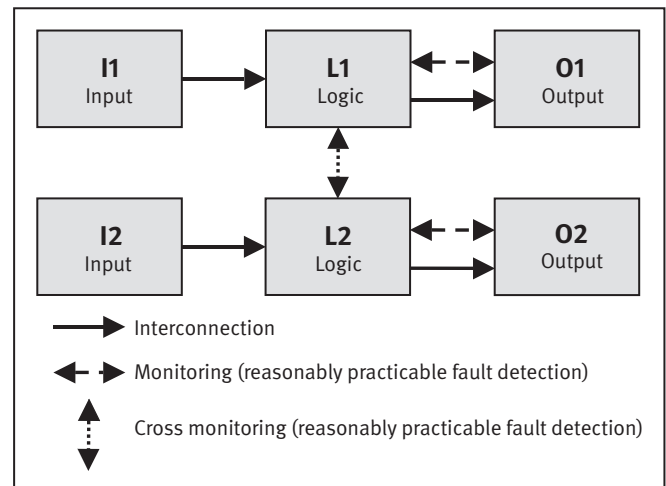 I1
Input
L1
Logic
O1
Output
I2
Input
L2
Logic
O2
Output
Interconnection
Monitoring (reasonably practicable fault detection)
Cross monitoring (reasonably practicable fault detection)